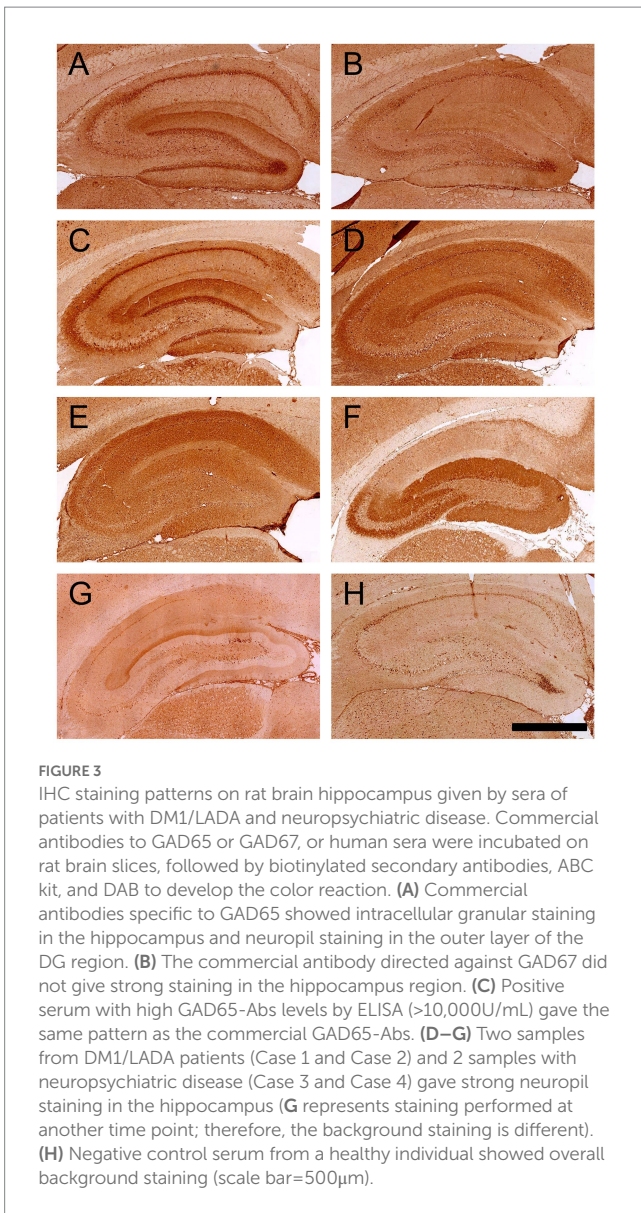 A
B
C
D
E
F
G
H
FIGURE 3
IHC staining patterns on rat brain hippocampus given by sera of
patients with DM1/LADA and neuropsychiatric disease. Commercial
antibodies to GAD65 or GAD67, or human sera were incubated on
rat brain slices, followed by biotinylated secondary antibodies, ABC
kit, and DAB to develop the color reaction. (A) Commercial
antibodies specific to GAD65 showed intracellular granular staining
in the hippocampus and neuropil staining in the outer layer of the
DG region. (B) The commercial antibody directed against GAD67 did
not give strong staining in the hippocampus region. (C) Positive
serum with high GAD65-Abs levels by ELISA (>10,000U/mL) gave the
same pattern as the commercial GAD65-Abs. (D–G) Two samples
from DM1/LADA patients (Case 1 and Case 2) and 2 samples with
neuropsychiatric disease (Case 3 and Case 4) gave strong neuropil
staining in the hippocampus (G represents staining performed at
another time point; therefore, the background staining is different).
(H) Negative control serum from a healthy individual showed overall
background staining (scale bar=500μm).